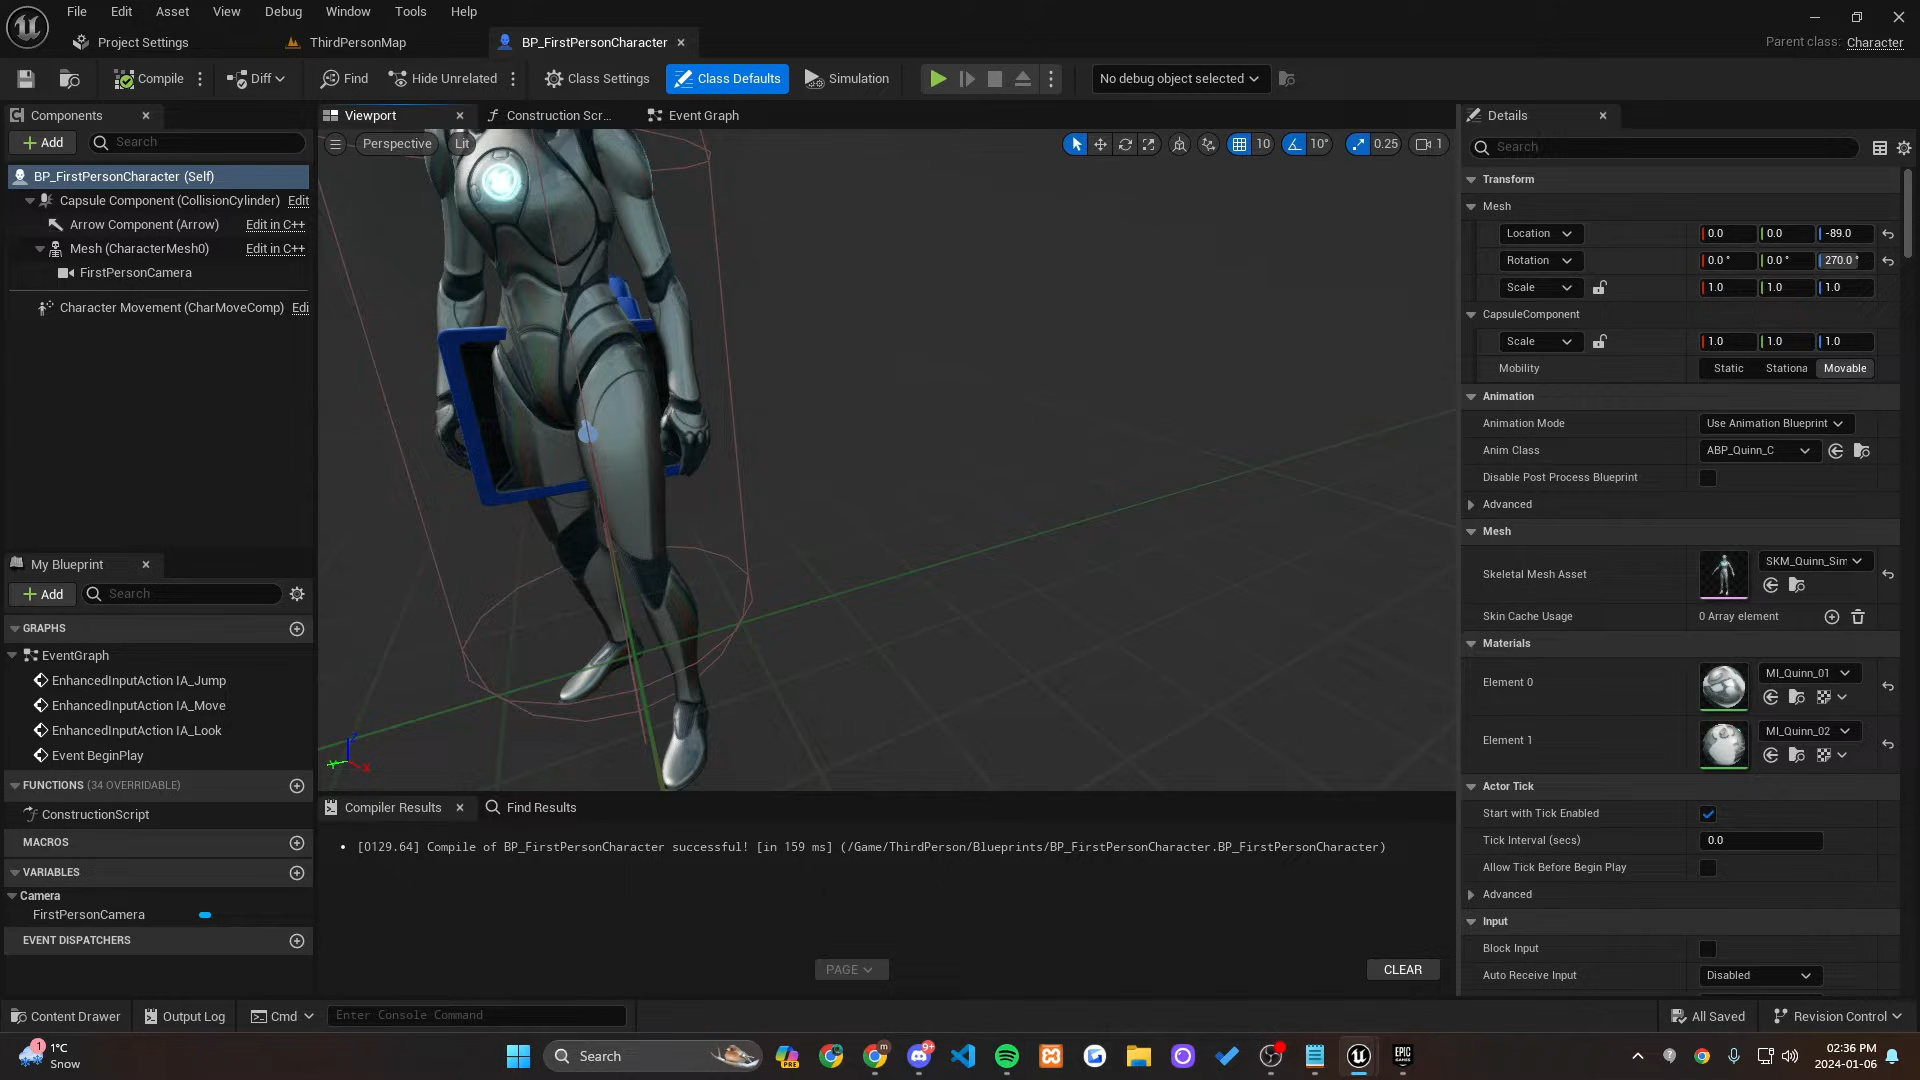 File Edit Asset View Debug Window Tools Help
Project Settings ThirdPersonMap BP_FirstPersonCharacter Parent class: Character
Compile Diff Find Hide Unrelated Class Settings Class Defaults Simulation No debug object selected
Components Viewport Construction Scr... Event Graph Details
Add Search Perspective Lit 10 10° 0.25 1 Search
BP_FirstPersonCharacter (Self)
Capsule Component (CollisionCylinder) Edit
Arrow Component (Arrow) Edit in C++
Mesh (CharacterMesh0) Edit in C++
FirstPersonCamera
Character Movement (CharMoveComp) Edi
My Blueprint
Add Search
GRAPHS
EventGraph
EnhancedInputAction IA_Jump
EnhancedInputAction IA_Move
EnhancedInputAction IA_Look
Event BeginPlay
FUNCTIONS (34 OVERRIDABLE)
ConstructionScript
MACROS
VARIABLES
Camera
FirstPersonCamera
EVENT DISPATCHERS
Z
Y
X
Compiler Results Find Results
[0129.64] Compile of BP_FirstPersonCharacter successful! [in 159 ms] (/Game/ThirdPerson/Blueprints/BP_FirstPersonCharacter.BP_FirstPersonCharacter)
PAGE CLEAR
Transform
Mesh
Location 0.0 0.0 -89.0
Rotation 0.0° 0.0° 270.0°
Scale 1.0 1.0 1.0
CapsuleComponent
Scale 1.0 1.0 1.0
Mobility Static Stationa Movable
Animation
Animation Mode Use Animation Blueprint
Anim Class ABP_Quinn_C
Disable Post Process Blueprint
Advanced
Mesh
Skeletal Mesh Asset SKM_Quinn_Sim
Skin Cache Usage 0 Array element
Materials
Element 0 MI_Quinn_01
Element 1 MI_Quinn_02
Actor Tick
Start with Tick Enabled
Tick Interval (secs) 0.0
Allow Tick Before Begin Play
Advanced
Input
Block Input
Auto Receive Input Disabled
Content Drawer Output Log Cmd Enter Console Command All Saved Revision Control
1
1°C
Snow
Search
PRE
m
9+
EPIC
GAMES
02:36 PM
2024-01-06